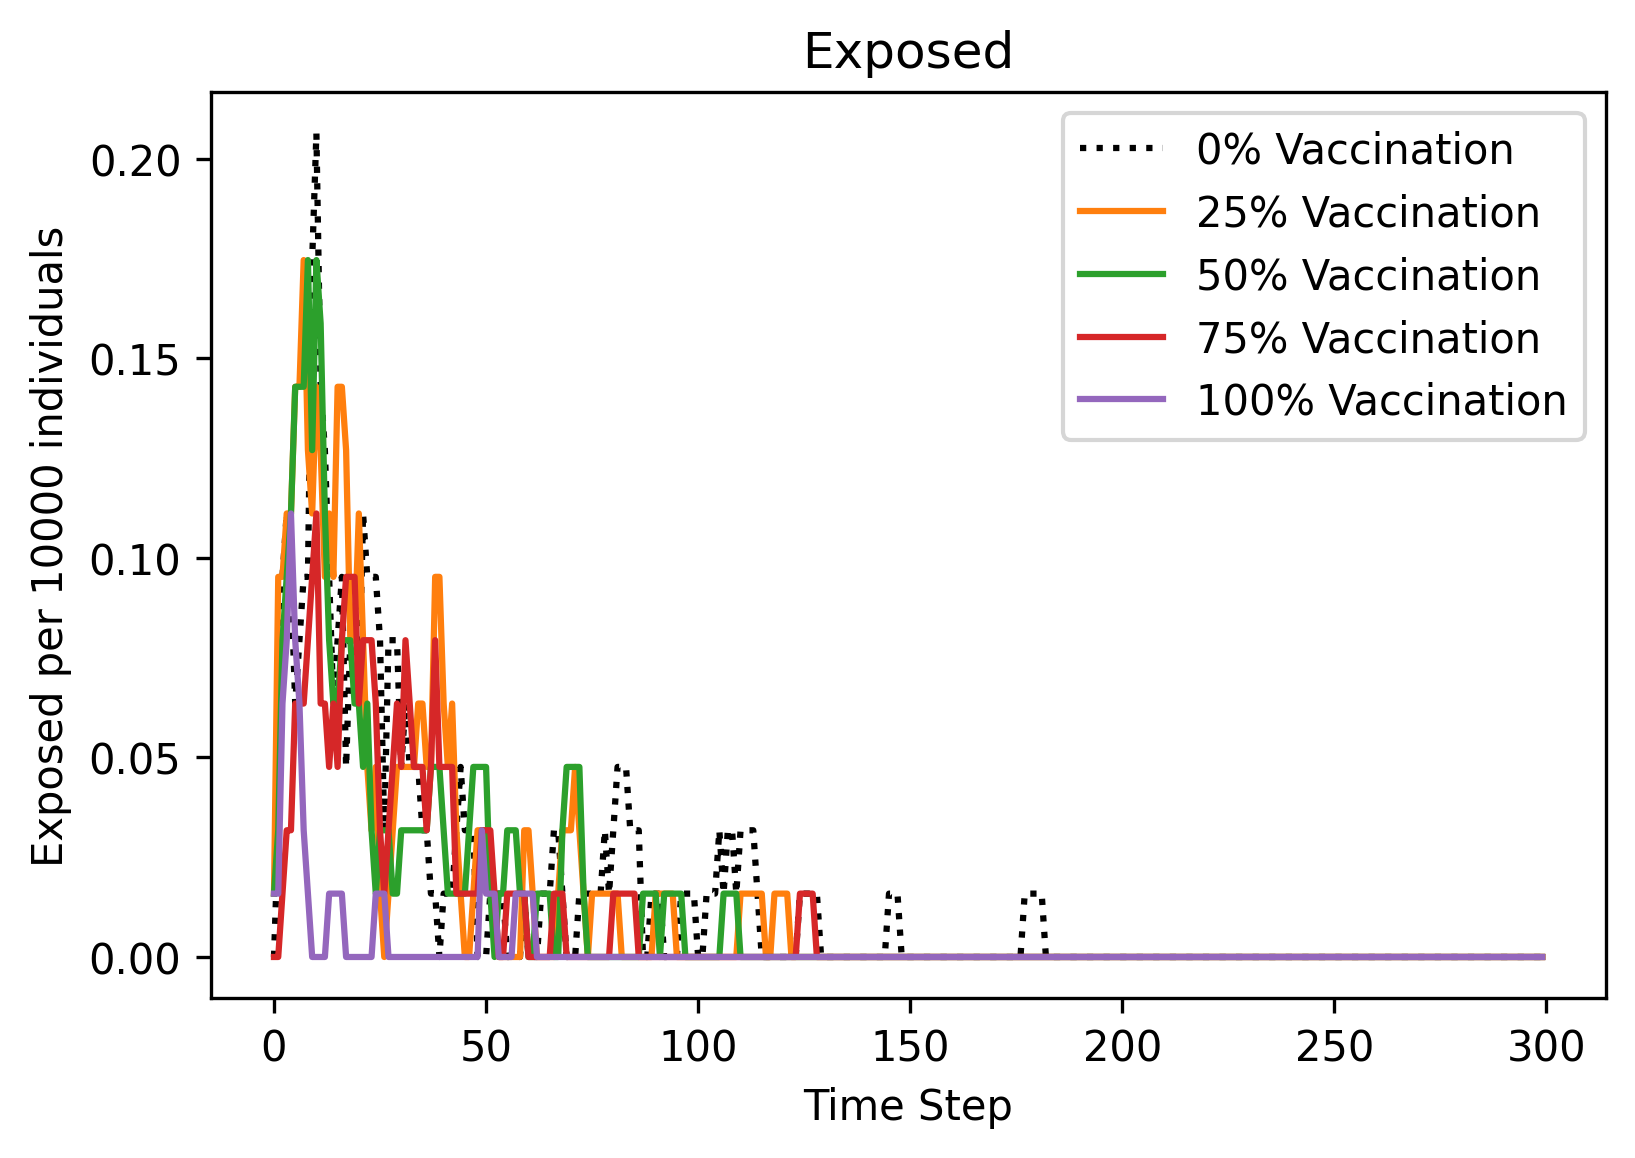 Exposed
Exposed per 10000 individuals
0.20
0.15
0.10
0.05
0.00
0% Vaccination
25% Vaccination
50% Vaccination
75% Vaccination
100% Vaccination
0 50 100 150 200 250 300
Time Step